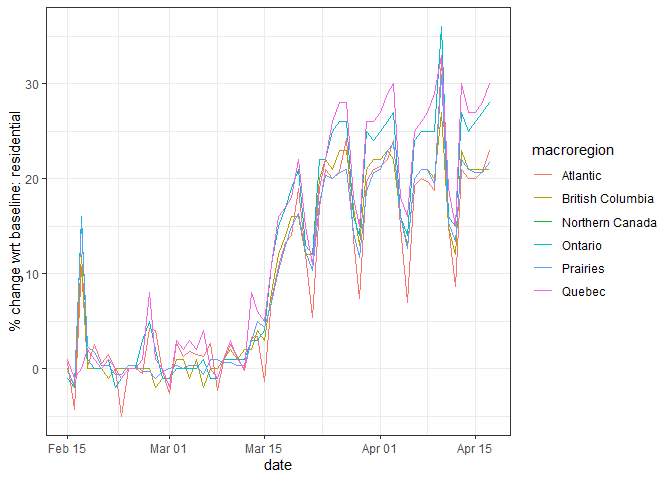 % change wrt baseline: residential
30
20
10
0
Feb 15
Mar 01
Mar 15
Apr 01
Apr 15
date
macroregion
Atlantic
British Columbia
Northern Canada
Ontario
Prairies
Quebec